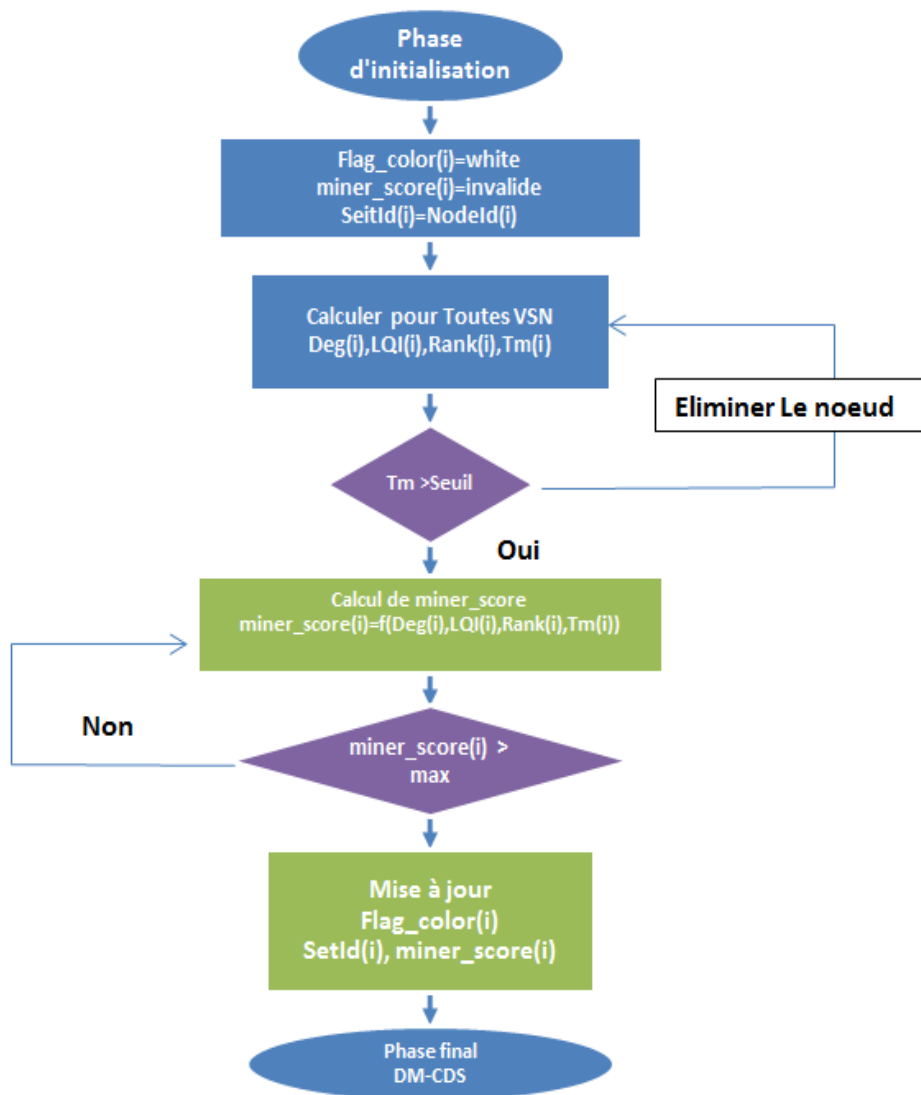 Phase
d'initialisation
Flag_color(i)=white
miner_score(i)=invalide
SeitId(i)=NodeId(i)
Calculer pour Toutes VSN
Deg(i),LQI(i),Rank(i),Tm(i)
Eliminer Le noeud
Tm >Seuil
Oui
Calcul de miner_score
miner_score(i)=f(Deg(i),LQI(i),Rank(i),Tm(i))
Non
miner_score(i) >
max
Mise à jour
Flag_color(i)
SetId(i), miner_score(i)
Phase final
DM-CDS